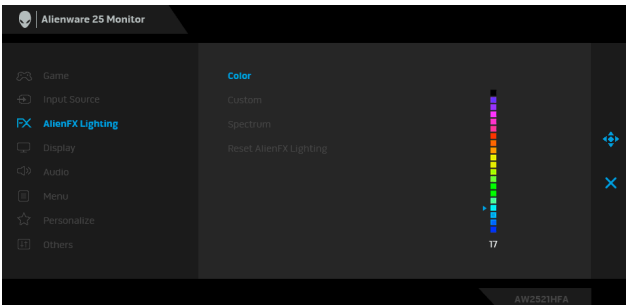 Alienware 25 Monitor
Game
Input Source
FX AlienFX Lighting
Display
Audio
Menu
Personalize
Others
Color
Custom
Spectrum
Reset AlienFX Lighting
17
AW2521HFA